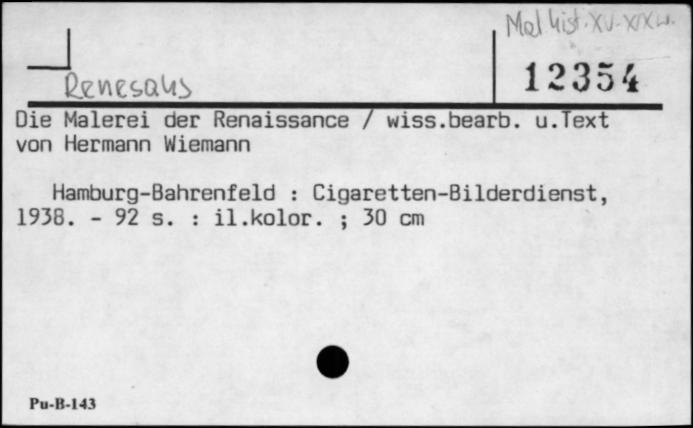 Mal hist. XV-XIX w.
12354
Renesans
Die Malerei der Renaissance / wiss.bearb. u.Text
von Hermann Wiemann
Hamburg-Bahrenfeld : Cigaretten-Bilderdienst,
1938. - 92 s. : il.kolor. ; 30 cm
Pu-B-143